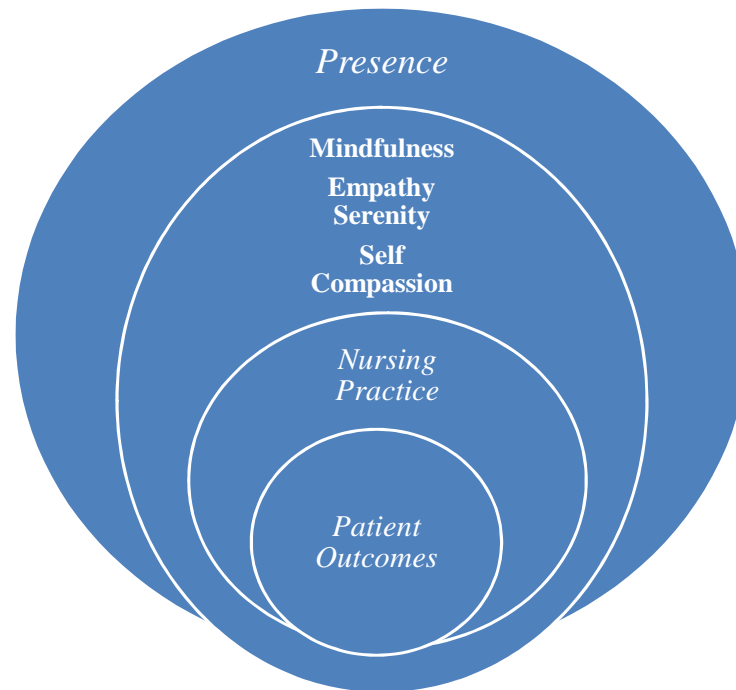 Presence
Mindfulness
Empathy
Serenity
Self
Compassion
Nursing
Practice
Patient
Outcomes